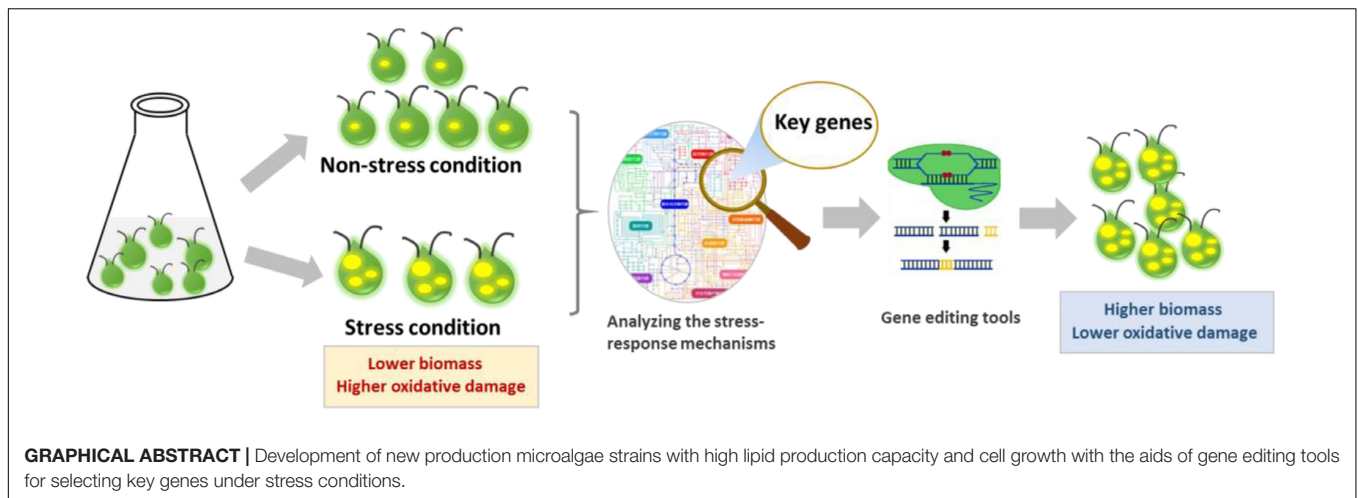 Non-stress condition
Stress condition
Lower biomass
Higher oxidative damage
Key genes
Analyzing the stress-
response mechanisms
Gene editing tools
Higher biomass
Lower oxidative damage
GRAPHICAL ABSTRACT | Development of new production microalgae strains with high lipid production capacity and cell growth with the aids of gene editing tools
for selecting key genes under stress conditions.